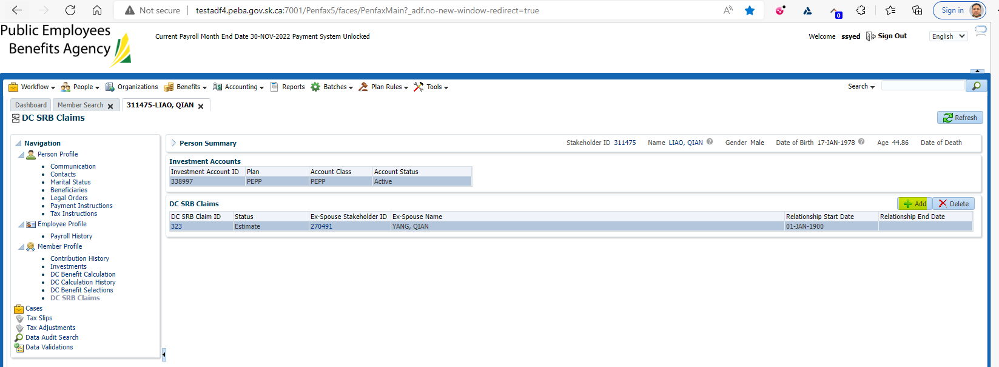 Not secure testadf4.peba.gov.sk.ca:7001/Penfax5/faces/PenfaxMain?_adf.no-new-window-redirect=true A 0 Sign in
Public Employees
Benefits Agency
Current Payroll Month End Date 30-NOV-2022 Payment System Unlocked
Welcome ssyed Sign Out English
Workflow People Organizations Benefits Accounting Reports Batches Plan Rules Tools Search
Dashboard Member Search 311475-LIAO, QIAN
DC SRB Claims
Refresh
Navigation
Person Profile
Communication
Contacts
Marital Status
Beneficiaries
Legal Orders
Payment Instructions
Tax Instructions
Employee Profile
Payroll History
Member Profile
Contribution History
Investments
DC Benefit Calculation
DC Calculation History
DC Benefit Selections
DC SRB Claims
Cases
Tax Slips
Tax Adjustments
Data Audit Search
Data Validations
Person Summary Stakeholder ID 311475 Name LIAO, QIAN Gender Male Date of Birth 17-JAN-1978 Age 44.86 Date of Death
Investment Accounts
Investment Account ID Plan Account Class Account Status
338997 PEPP PEPP Active
DC SRB Claims Add Delete
DC SRB Claim ID Status Ex-Spouse Stakeholder ID Ex-Spouse Name Relationship Start Date Relationship End Date
323 Estimate 270491 YANG, QIAN 01-JAN-1900